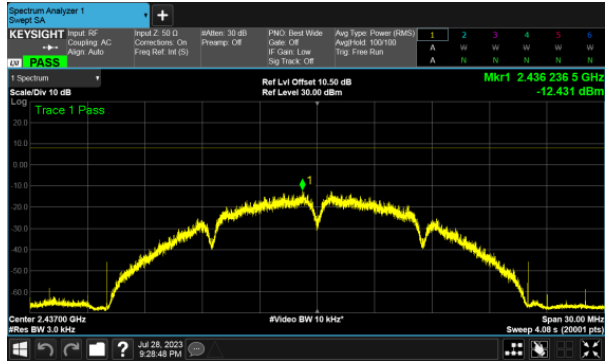 Spectrum Analyzer 1
Swept SA
+
KEYSIGHT Input: RF Input Z: 50 Ω #Atten: 30 dB PNO: Best Wide Avg Type: Power (RMS) 1 2 3 4 5 6
Coupling: AC Corrections: On Preamp: Off Gate: Off Avg|Hold: 100/100 A W W W W W
Align: Auto Freq Ref: Int (S) IF Gain: Low Trig: Free Run
LXI PASS Sig Track: Off A N N N N N
1 Spectrum Ref Lvl Offset 10.50 dB Mkr1 2.436 236 5 GHz
Scale/Div 10 dB Ref Level 30.00 dBm -12.431 dBm
Log
Trace 1 Pass
20.0
10.0
0.00
-10.0
1
-20.0
-30.0
-40.0
-50.0
-60.0
Center 2.43700 GHz #Video BW 10 kHz* Span 30.00 MHz
#Res BW 3.0 kHz Sweep 4.08 s (20001 pts)
? Jul 28, 2023
9:28:48 PM